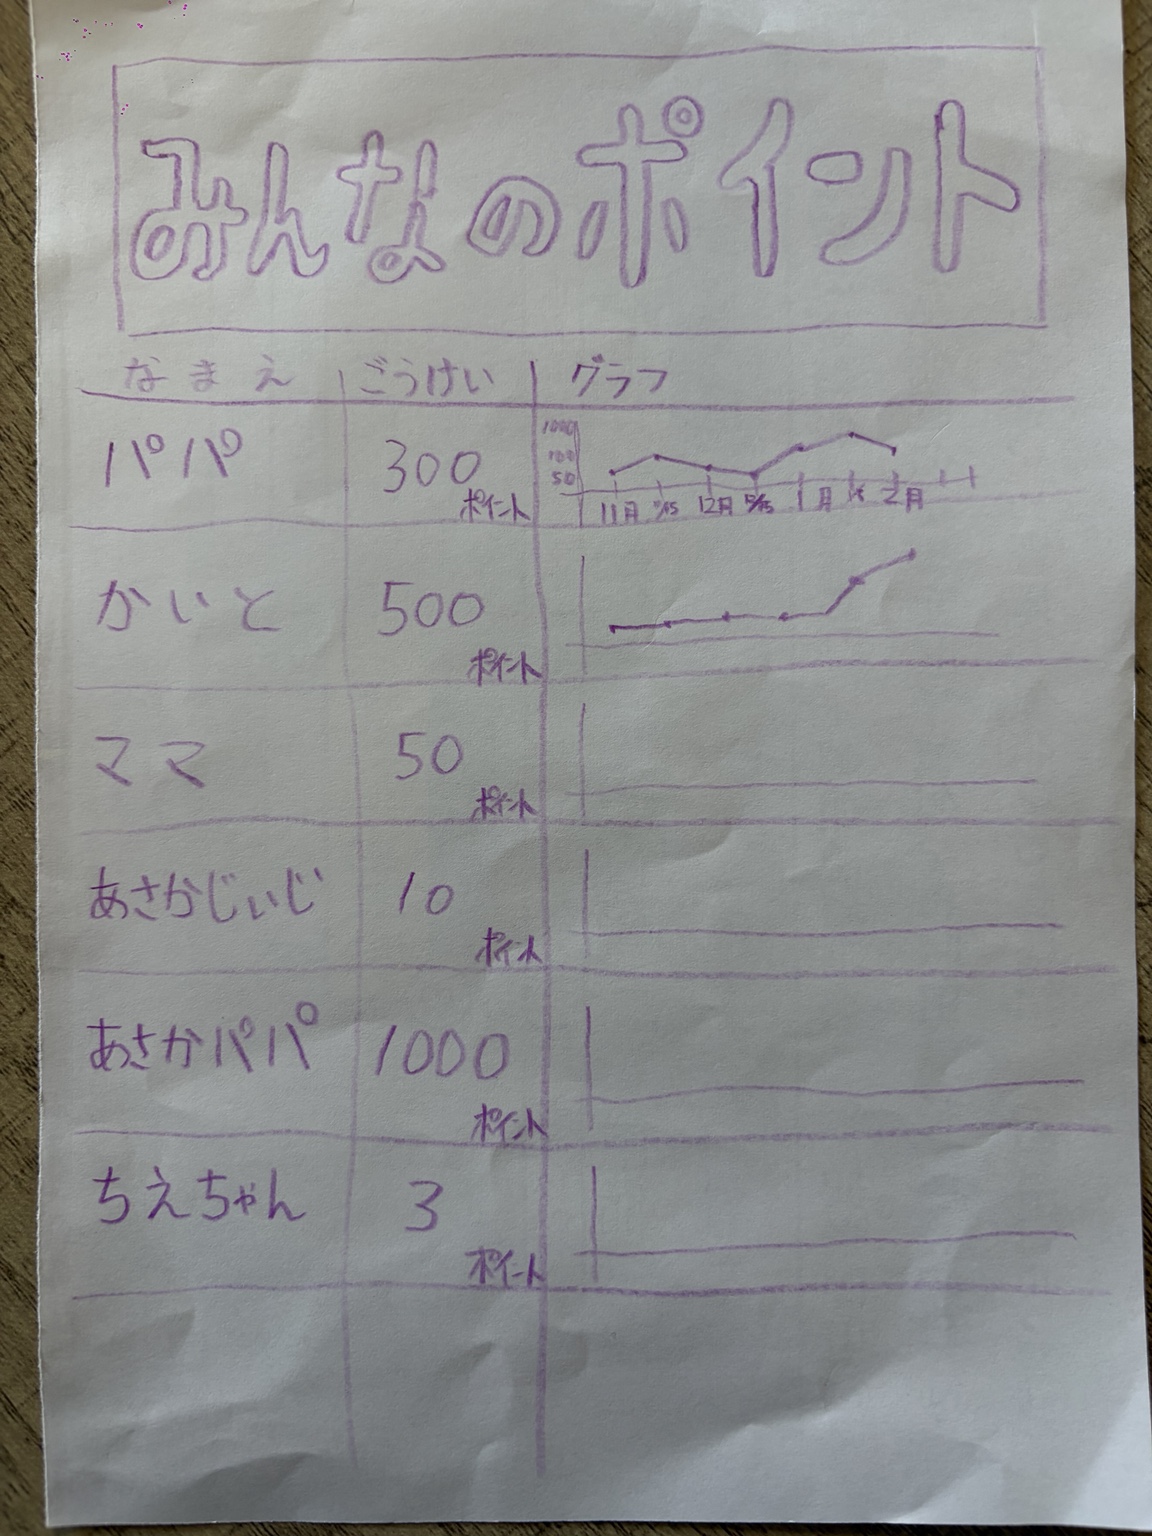 みんなのポイント
なまえ ごうけい グラフ
パパ 300 ポイント
1000
100
50
11月 12月 1月 2月
かいと 500 ポイント
ママ 50 ポイント
あさかじぃじ 10 ポイント
あさかパパ 1000 ポイント
ちえちゃん 3 ポイント